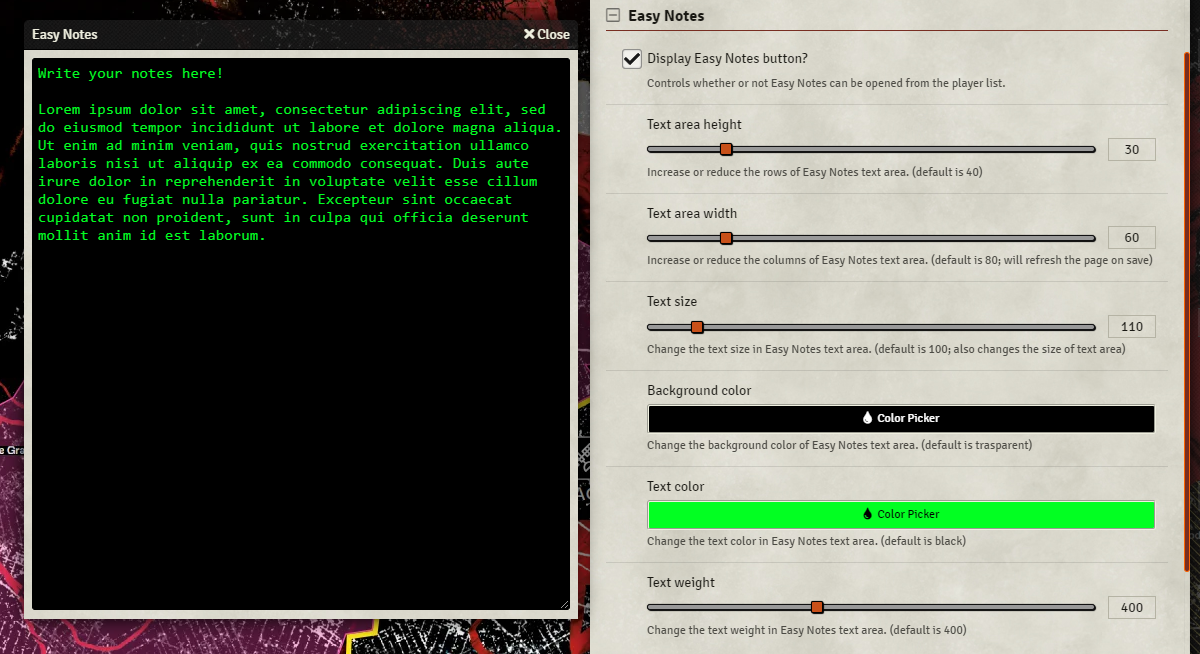 Easy Notes
Close
Write your notes here!
Lorem ipsum dolor sit amet, consectetur adipiscing elit, sed
do eiusmod tempor incididunt ut labore et dolore magna aliqua.
Ut enim ad minim veniam, quis nostrud exercitation ullamco
laboris nisi ut aliquip ex ea commodo consequat. Duis aute
irure dolor in reprehenderit in voluptate velit esse cillum
dolore eu fugiat nulla pariatur. Excepteur sint occaecat
cupidatat non proident, sunt in culpa qui officia deserunt
mollit anim id est laborum.
Easy Notes
Display Easy Notes button?
Controls whether or not Easy Notes can be opened from the player list.
Text area height
30
Increase or reduce the rows of Easy Notes text area. (default is 40)
Text area width
60
Increase or reduce the columns of Easy Notes text area. (default is 80; will refresh the page on save)
Text size
110
Change the text size in Easy Notes text area. (default is 100; also changes the size of text area)
Background color
Color Picker
Change the background color of Easy Notes text area. (default is trasparent)
Text color
Color Picker
Change the text color in Easy Notes text area. (default is black)
Text weight
400
Change the text weight in Easy Notes text area. (default is 400)